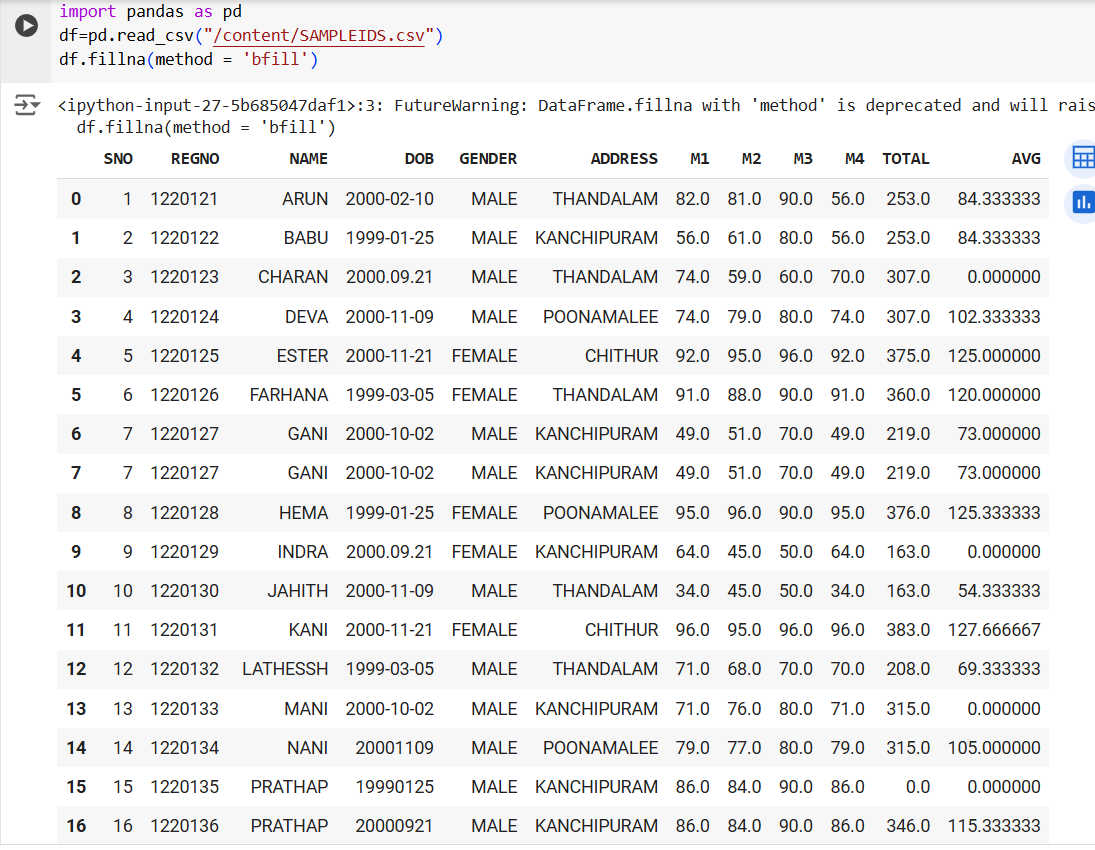 import pandas as pd
df=pd.read_csv("/content/SAMPLEIDS.csv")
df.fillna(method = 'bfill')
<ipython-input-27-5b685047daf1>:3: FutureWarning: DataFrame.fillna with 'method' is deprecated and will rais
df.fillna(method = 'bfill')
SNO REGNO NAME DOB GENDER ADDRESS M1 M2 M3 M4 TOTAL AVG
0 1 1220121 ARUN 2000-02-10 MALE THANDALAM 82.0 81.0 90.0 56.0 253.0 84.333333
1 2 1220122 BABU 1999-01-25 MALE KANCHIPURAM 56.0 61.0 80.0 56.0 253.0 84.333333
2 3 1220123 CHARAN 2000.09.21 MALE THANDALAM 74.0 59.0 60.0 70.0 307.0 0.000000
3 4 1220124 DEVA 2000-11-09 MALE POONAMALEE 74.0 79.0 80.0 74.0 307.0 102.333333
4 5 1220125 ESTER 2000-11-21 FEMALE CHITHUR 92.0 95.0 96.0 92.0 375.0 125.000000
5 6 1220126 FARHANA 1999-03-05 FEMALE THANDALAM 91.0 88.0 90.0 91.0 360.0 120.000000
6 7 1220127 GANI 2000-10-02 MALE KANCHIPURAM 49.0 51.0 70.0 49.0 219.0 73.000000
7 7 1220127 GANI 2000-10-02 MALE KANCHIPURAM 49.0 51.0 70.0 49.0 219.0 73.000000
8 8 1220128 HEMA 1999-01-25 FEMALE POONAMALEE 95.0 96.0 90.0 95.0 376.0 125.333333
9 9 1220129 INDRA 2000.09.21 FEMALE KANCHIPURAM 64.0 45.0 50.0 64.0 163.0 0.000000
10 10 1220130 JAHITH 2000-11-09 MALE THANDALAM 34.0 45.0 50.0 34.0 163.0 54.333333
11 11 1220131 KANI 2000-11-21 FEMALE CHITHUR 96.0 95.0 96.0 96.0 383.0 127.666667
12 12 1220132 LATHESSH 1999-03-05 MALE THANDALAM 71.0 68.0 70.0 70.0 208.0 69.333333
13 13 1220133 MANI 2000-10-02 MALE KANCHIPURAM 71.0 76.0 80.0 71.0 315.0 0.000000
14 14 1220134 NANI 20001109 MALE POONAMALEE 79.0 77.0 80.0 79.0 315.0 105.000000
15 15 1220135 PRATHAP 19990125 MALE KANCHIPURAM 86.0 84.0 90.0 86.0 0.0 0.000000
16 16 1220136 PRATHAP 20000921 MALE KANCHIPURAM 86.0 84.0 90.0 86.0 346.0 115.333333